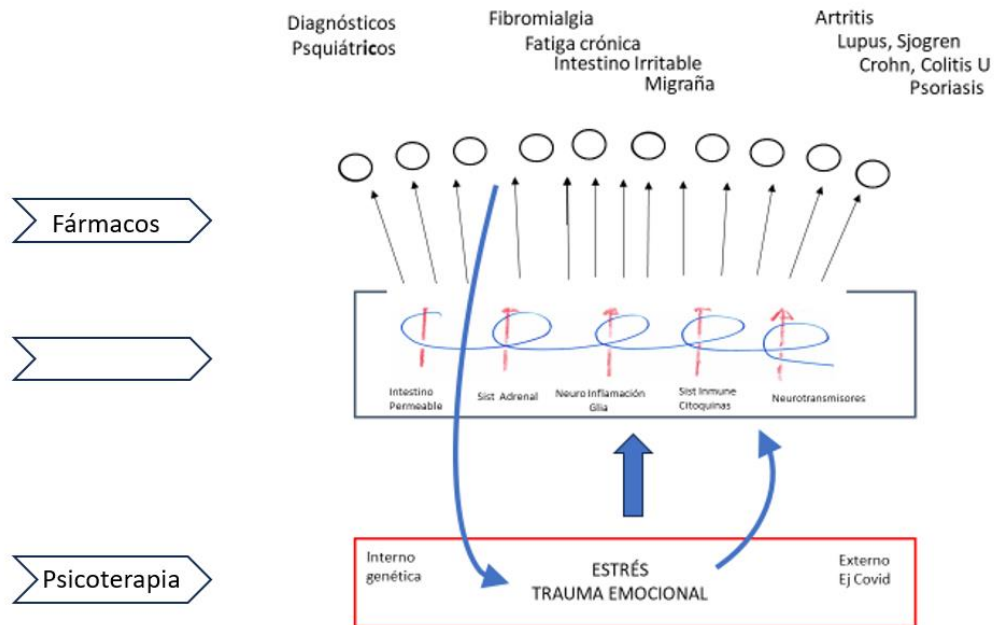 Diagnósticos
Psquiátricos
Fibromialgia
Fatiga crónica
Intestino Irritable
Migraña
Artritis
Lupus, Sjogren
Crohn, Colitis U
Psoriasis
Fármacos
Intestino
Permeable
Sist Adrenal
Neuro Inflamación
Glia
Sist Inmune
Citoquinas
Neurotransmisores
Psicoterapia
Interno
genética
ESTRÉS
TRAUMA EMOCIONAL
Externo
Ej Covid